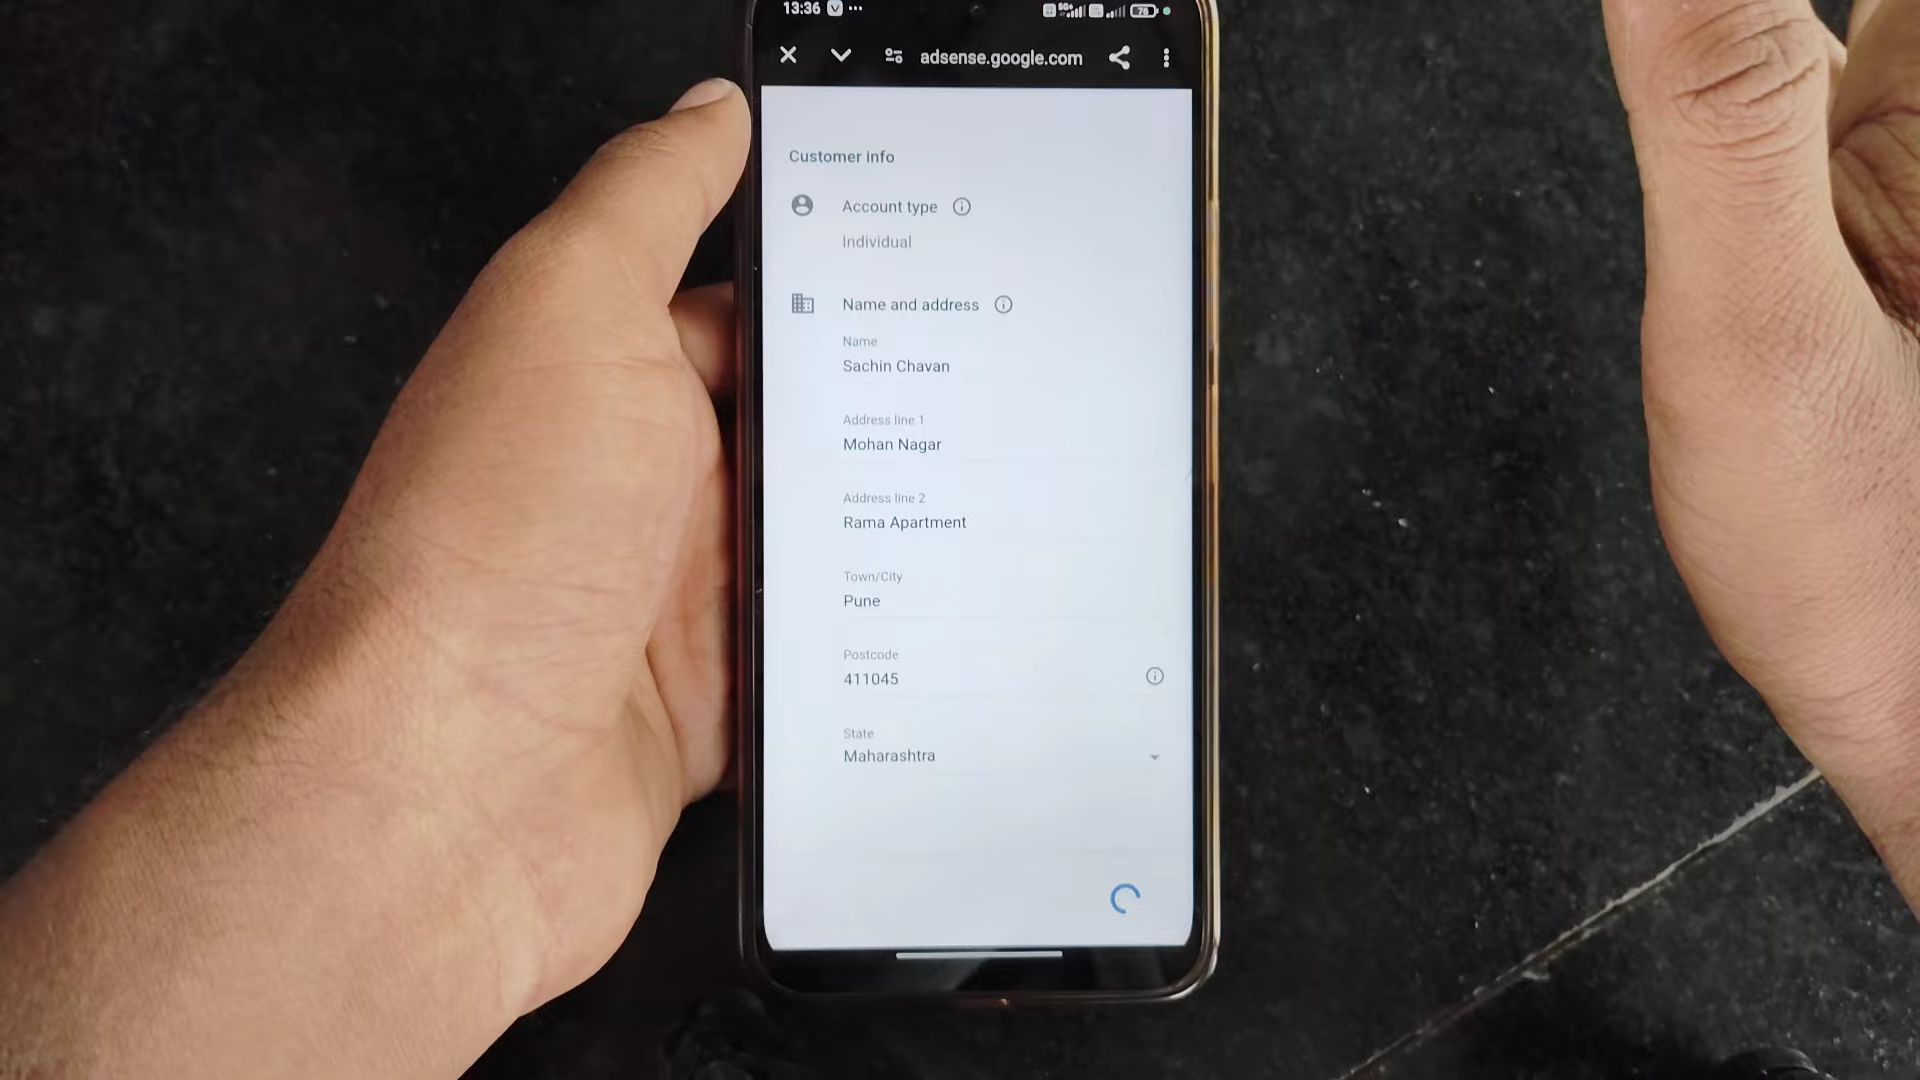 13:36
76
adsense.google.com
Customer info
Account type
Individual
Name and address
Name
Sachin Chavan
Address line 1
Mohan Nagar
Address line 2
Rama Apartment
Town/City
Pune
Postcode
411045
State
Maharashtra